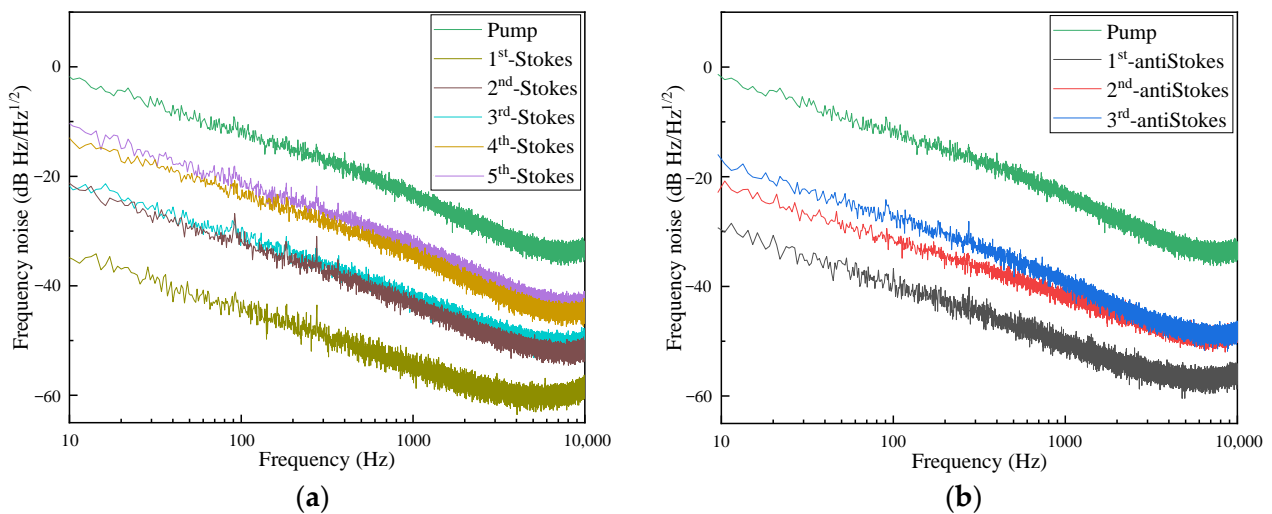 Pump
1st-Stokes
2nd-Stokes
3rd-Stokes
4th-Stokes
5th-Stokes
0
−20
−40
−60
Frequency noise (dB Hz/Hz1/2)
10
100
1000
10,000
Frequency (Hz)
(a)
Pump
1st-antiStokes
2nd-antiStokes
3rd-antiStokes
0
−20
−40
−60
Frequency noise (dB Hz/Hz1/2)
10
100
1000
10,000
Frequency (Hz)
(b)